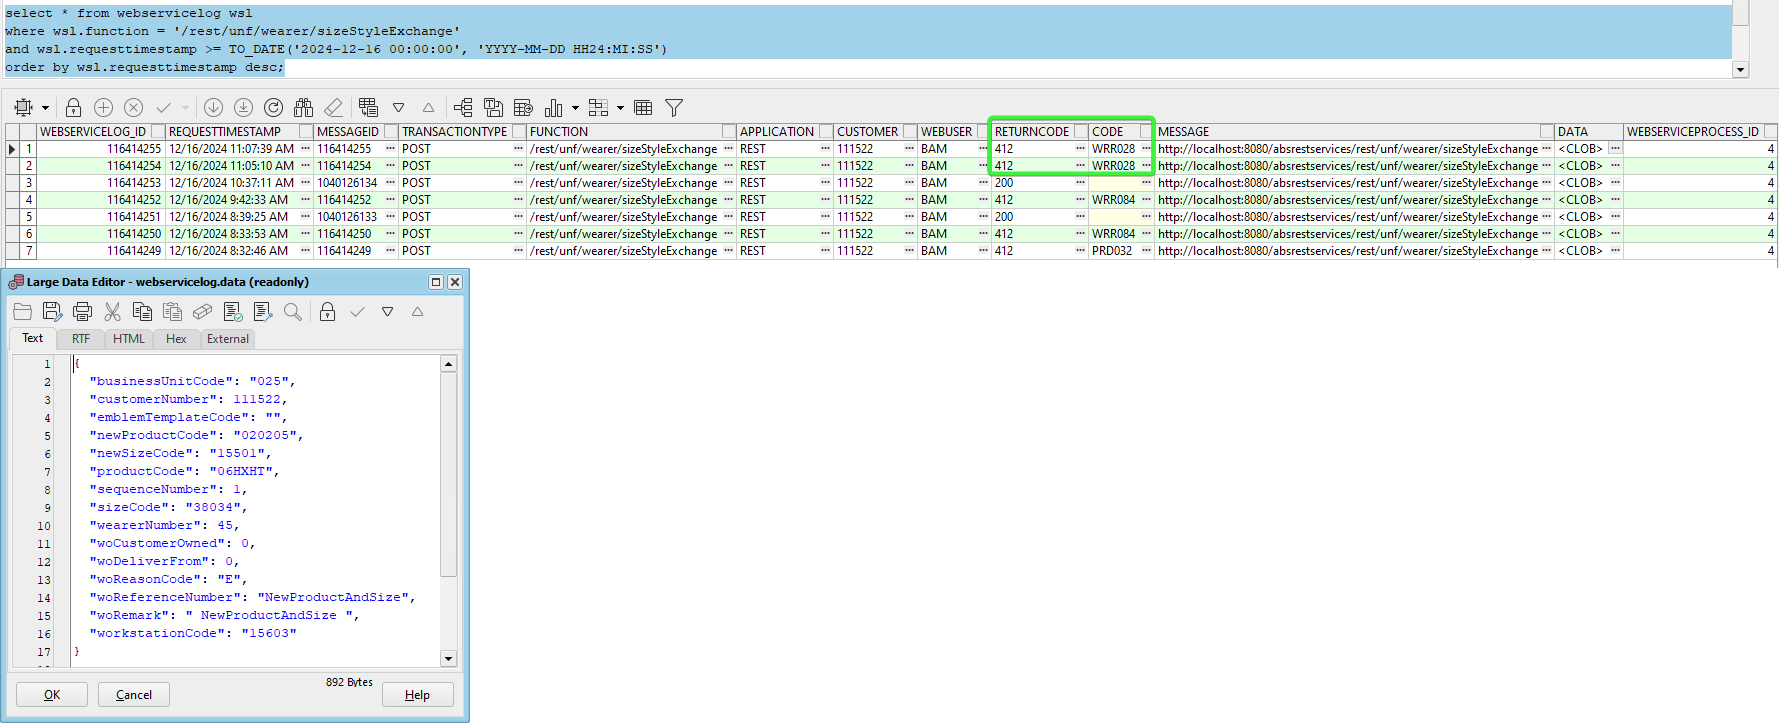 select * from webservicelog wsl
where wsl.function = '/rest/unf/wearer/sizeStyleExchange'
and wsl.requesttimestamp >= TO_DATE('2024-12-16 00:00:00', 'YYYY-MM-DD HH24:MI:SS')
order by wsl.requesttimestamp desc;
WEBSERVICELOG_ID REQUESTTIMESTAMP MESSAGEID TRANSACTIONTYPE FUNCTION APPLICATION CUSTOMER WEBUSER RETURNCODE CODE MESSAGE DATA WEBSERVICEPROCESS_ID
1 116414255 12/16/2024 11:07:39 AM 116414255 POST /rest/unf/wearer/sizeStyleExchange REST 111522 BAM 412 WRR028 http://localhost:8080/absrestservices/rest/unf/wearer/sizeStyleExchange <CLOB> 4
2 116414254 12/16/2024 11:05:10 AM 116414254 POST /rest/unf/wearer/sizeStyleExchange REST 111522 BAM 412 WRR028 http://localhost:8080/absrestservices/rest/unf/wearer/sizeStyleExchange <CLOB> 4
3 116414253 12/16/2024 10:37:11 AM 1040126134 POST /rest/unf/wearer/sizeStyleExchange REST 111522 BAM 200 http://localhost:8080/absrestservices/rest/unf/wearer/sizeStyleExchange <CLOB> 4
4 116414252 12/16/2024 9:42:33 AM 116414252 POST /rest/unf/wearer/sizeStyleExchange REST 111522 BAM 412 WRR084 http://localhost:8080/absrestservices/rest/unf/wearer/sizeStyleExchange <CLOB> 4
5 116414251 12/16/2024 8:39:25 AM 1040126133 POST /rest/unf/wearer/sizeStyleExchange REST 111522 BAM 200 http://localhost:8080/absrestservices/rest/unf/wearer/sizeStyleExchange <CLOB> 4
6 116414250 12/16/2024 8:33:53 AM 116414250 POST /rest/unf/wearer/sizeStyleExchange REST 111522 BAM 412 WRR084 http://localhost:8080/absrestservices/rest/unf/wearer/sizeStyleExchange <CLOB> 4
7 116414249 12/16/2024 8:32:46 AM 116414249 POST /rest/unf/wearer/sizeStyleExchange REST 111522 BAM 412 PRD032 http://localhost:8080/absrestservices/rest/unf/wearer/sizeStyleExchange <CLOB> 4
Large Data Editor - webservicelog.data (readonly)
Text RTF HTML Hex External
1 {
2 "businessUnitCode": "025",
3 "customerNumber": 111522,
4 "emblemTemplateCode": "",
5 "newProductCode": "020205",
6 "newSizeCode": "15501",
7 "productCode": "06HXHT",
8 "sequenceNumber": 1,
9 "sizeCode": "38034",
10 "wearerNumber": 45,
11 "woCustomerOwned": 0,
12 "woDeliverFrom": 0,
13 "woReasonCode": "E",
14 "woReferenceNumber": "NewProductAndSize",
15 "woRemark": " NewProductAndSize ",
16 "workstationCode": "15603"
17 }
892 Bytes
OK Cancel Help